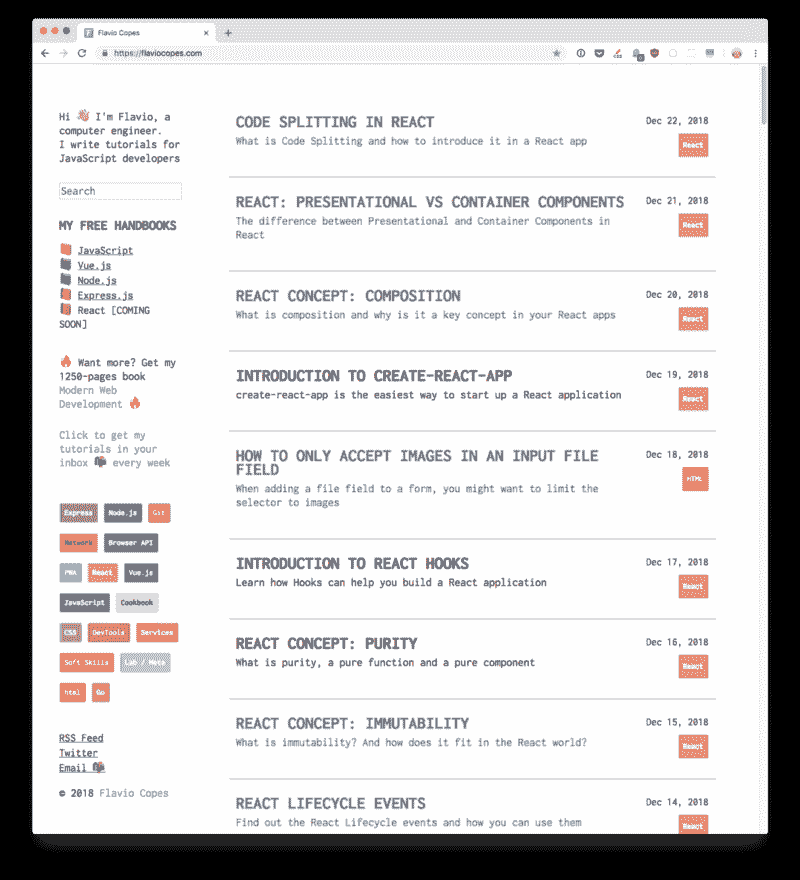 Flavio Copes
https://flaviocopes.com
Hi 👋 I'm Flavio, a
computer engineer.
I write tutorials for
JavaScript developers
Search
MY FREE HANDBOOKS
JavaScript
Vue.js
Node.js
Express.js
React [COMING
SOON]
🔥 Want more? Get my
1250-pages book
Modern Web
Development 🔥
Click to get my
tutorials in your
inbox 📬 every week
Express Node.js Git
Network Browser API
PWA React Vue.js
JavaScript Cookbook
CSS DevTools Services
Soft Skills Lab / Meta
html Go
RSS Feed
Twitter
Email 📬
© 2018 Flavio Copes
CODE SPLITTING IN REACT
Dec 22, 2018
What is Code Splitting and how to introduce it in a React app
React
REACT: PRESENTATIONAL VS CONTAINER COMPONENTS
Dec 21, 2018
The difference between Presentational and Container Components in
React
React
REACT CONCEPT: COMPOSITION
Dec 20, 2018
What is composition and why is it a key concept in your React apps
React
INTRODUCTION TO CREATE-REACT-APP
Dec 19, 2018
create-react-app is the easiest way to start up a React application
React
HOW TO ONLY ACCEPT IMAGES IN AN INPUT FILE
FIELD
Dec 18, 2018
When adding a file field to a form, you might want to limit the
selector to images
HTML
INTRODUCTION TO REACT HOOKS
Dec 17, 2018
Learn how Hooks can help you build a React application
React
REACT CONCEPT: PURITY
Dec 16, 2018
What is purity, a pure function and a pure component
React
REACT CONCEPT: IMMUTABILITY
Dec 15, 2018
What is immutability? And how does it fit in the React world?
React
REACT LIFECYCLE EVENTS
Dec 14, 2018
Find out the React Lifecycle events and how you can use them
React